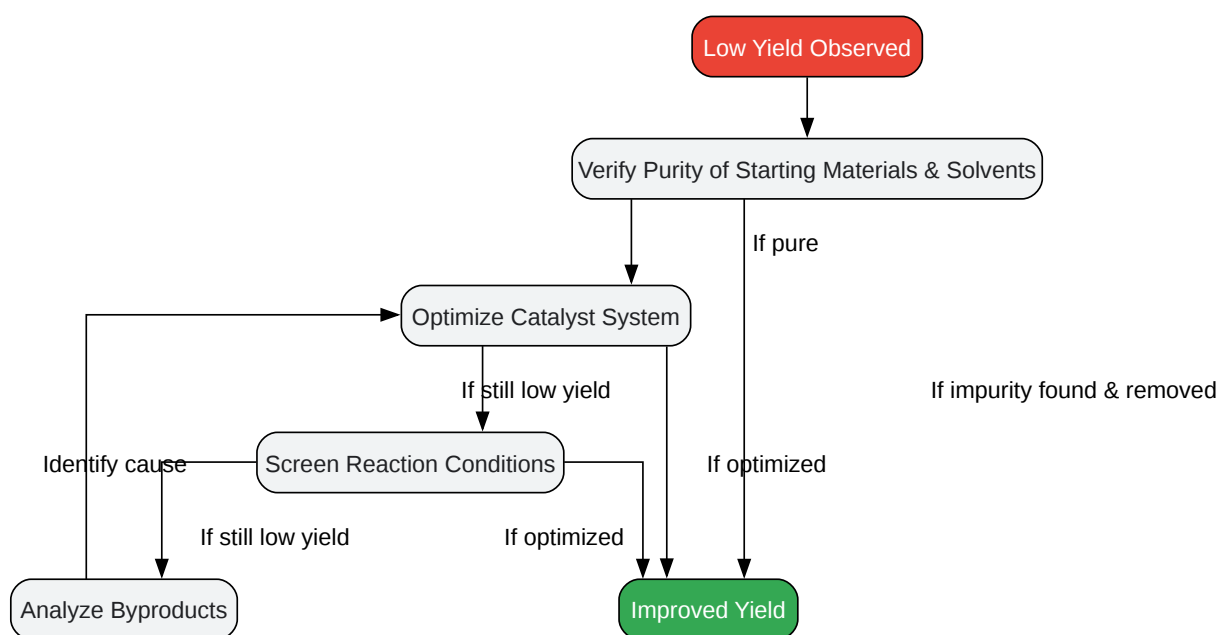 Low Yield Observed
Verify Purity of Starting Materials & Solvents
If pure
Optimize Catalyst System
If still low yield
If impurity found & removed
Identify cause
Screen Reaction Conditions
If optimized
If still low yield
If optimized
Analyze Byproducts
Improved Yield